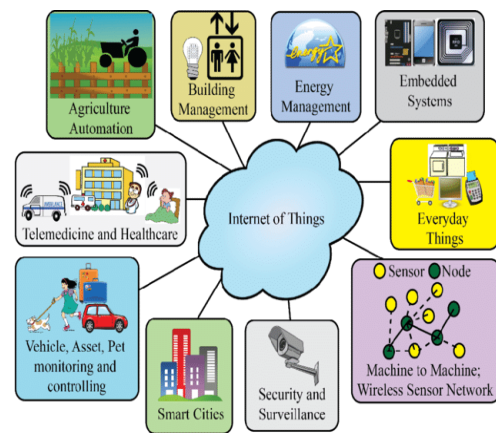 Agriculture
Automation
Building
Management
Energy
Energy
Management
Embedded
Systems
Telemedicine and Healthcare
Internet of Things
Everyday
Things
Vehicle, Asset, Pet
monitoring and
controlling
Smart Cities
Security and
Surveillance
Sensor Node
Machine to Machine;
Wireless Sensor Network